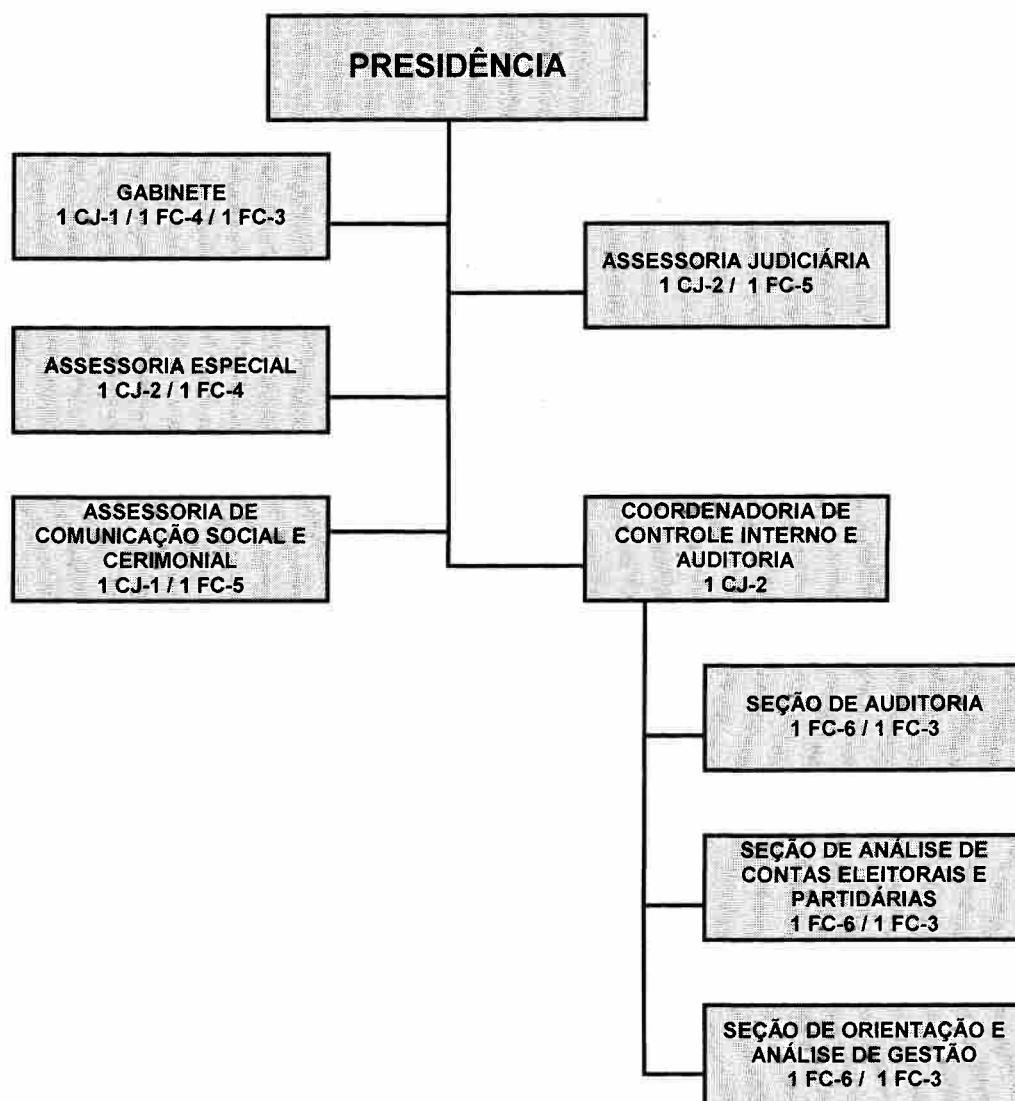 PRESIDÊNCIA
GABINETE
1 CJ-1 / 1 FC-4 / 1 FC-3
ASSESSORIA JUDICIÁRIA
1 CJ-2 / 1 FC-5
ASSESSORIA ESPECIAL
1 CJ-2 / 1 FC-4
ASSESSORIA DE
COMUNICAÇÃO SOCIAL E
CERIMONIAL
1 CJ-1 / 1 FC-5
COORDENADORIA DE
CONTROLE INTERNO E
AUDITORIA
1 CJ-2
SEÇÃO DE AUDITORIA
1 FC-6 / 1 FC-3
SEÇÃO DE ANÁLISE DE
CONTAS ELEITORAIS E
PARTIDÁRIAS
1 FC-6 / 1 FC-3
SEÇÃO DE ORIENTAÇÃO E
ANÁLISE DE GESTÃO
1 FC-6 / 1 FC-3